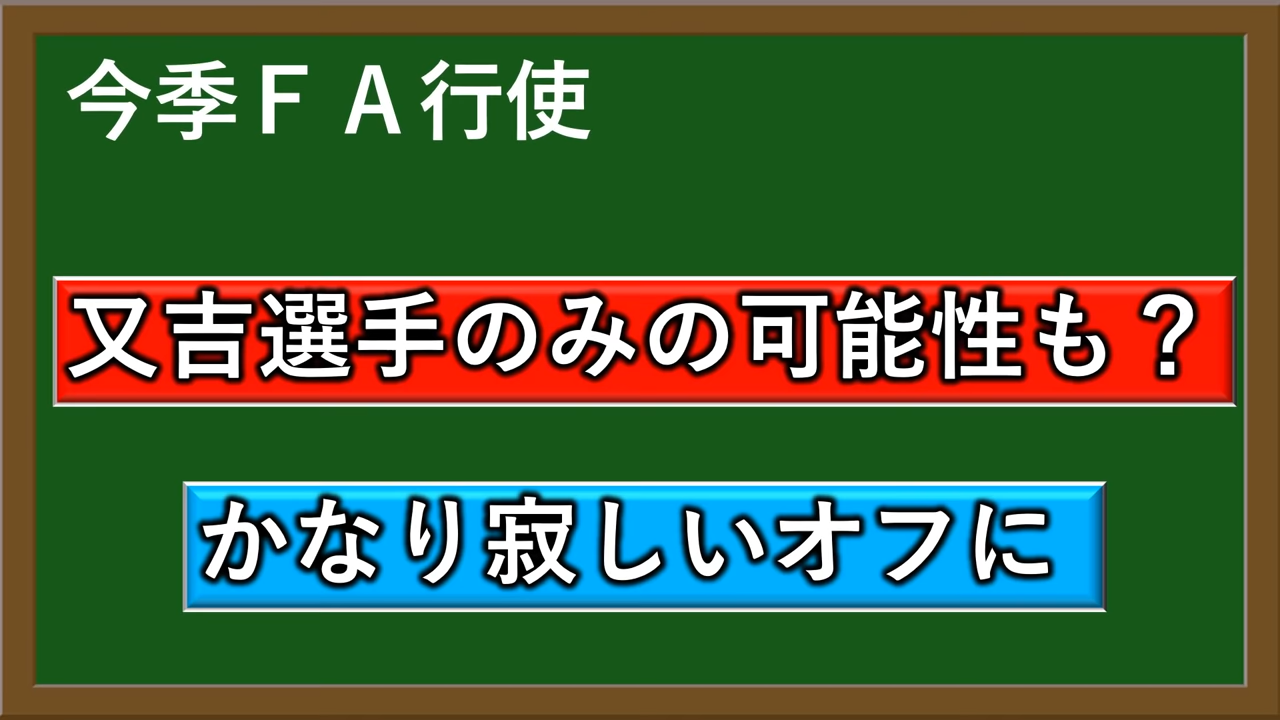 今季ＦＡ行使
又吉選手のみの可能性も？
かなり寂しいオフに